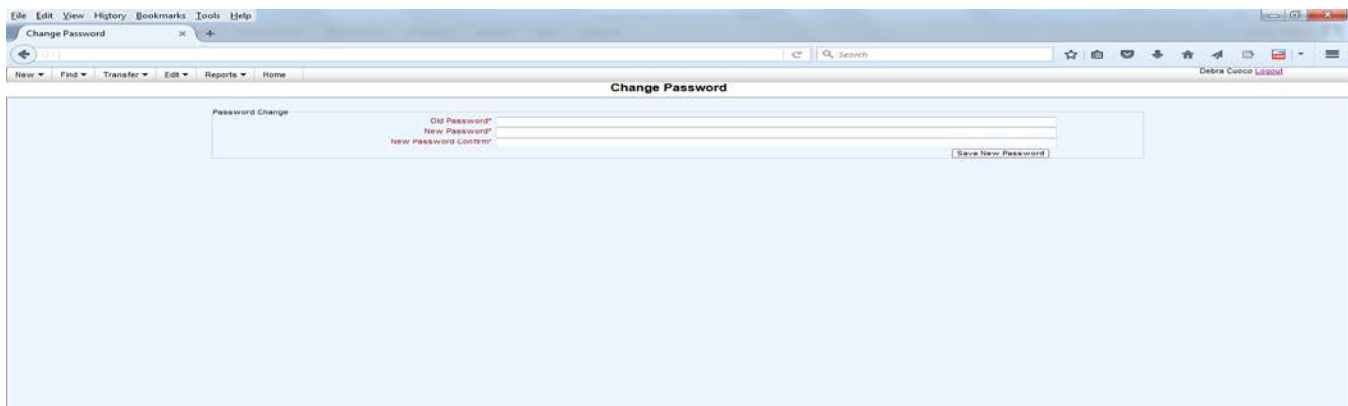 File Edit View History Bookmarks Tools Help
Change Password
Search
New Find Transfer Edit Reports Home
Debra Cuoco Logout
Change Password
Password Change
Old Password*
New Password*
New Password Confirm*
Save New Password